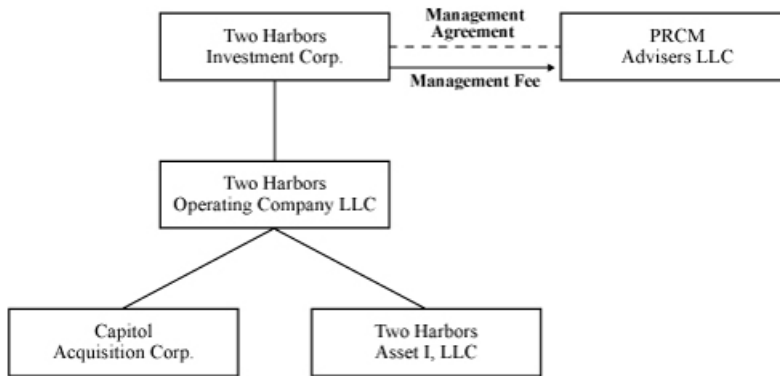 Two Harbors
Investment Corp.
Management
Agreement
Management Fee
PRCM
Advisers LLC
Two Harbors
Operating Company LLC
Capitol
Acquisition Corp.
Two Harbors
Asset I, LLC